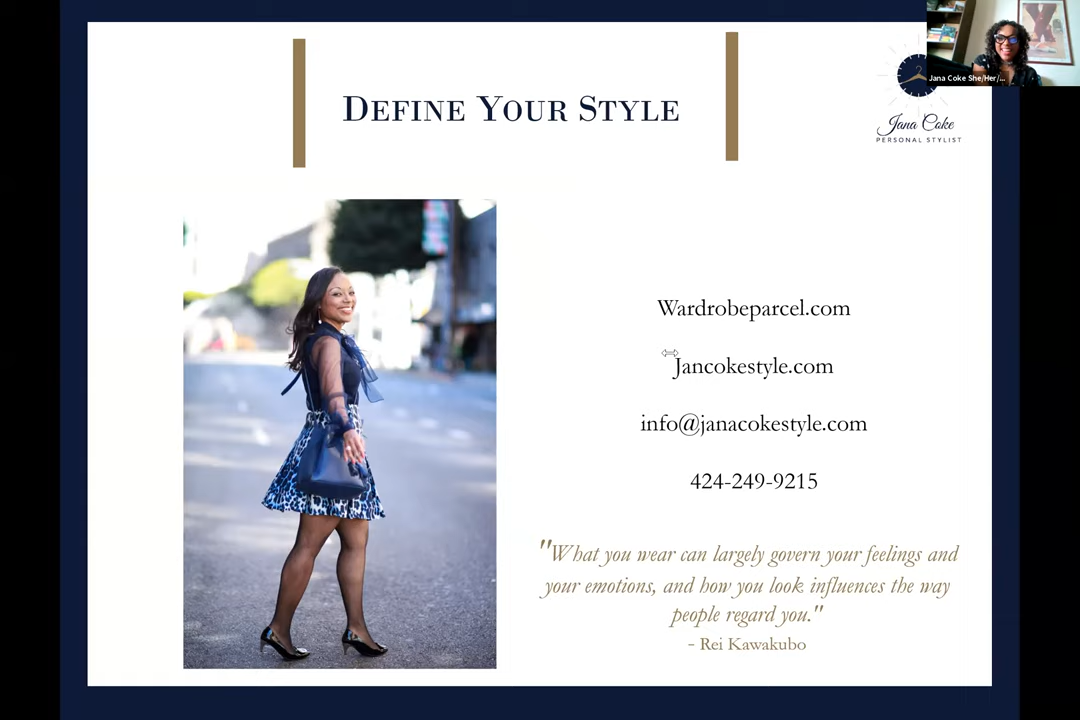 Define Your Style
Jana Coke She/Her/...
Jana Coke
PERSONAL STYLIST
Wardrobeparcel.com
Jancokestyle.com
info@janacokestyle.com
424-249-9215
"What you wear can largely govern your feelings and
your emotions, and how you look influences the way
people regard you."
- Rei Kawakubo